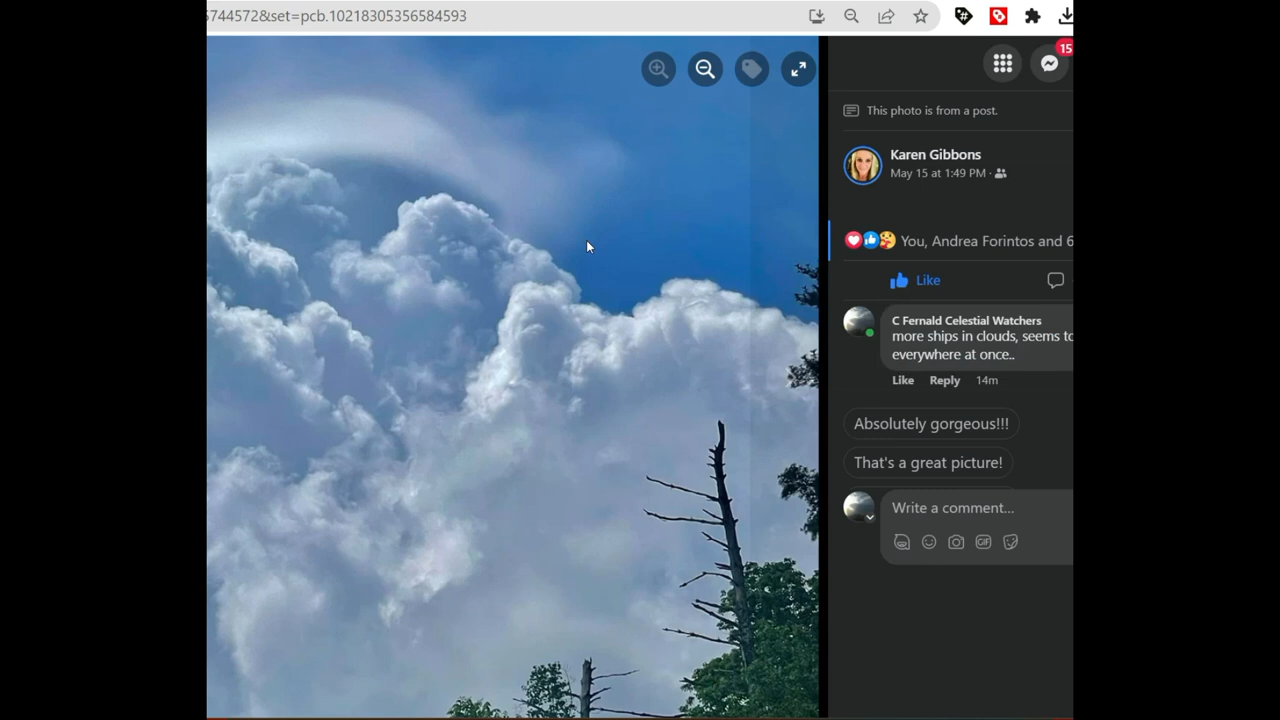 5744572&set=pcb.10218305356584593
15
This photo is from a post.
Karen Gibbons
May 15 at 1:49 PM ·
You, Andrea Forintos and 6
Like
C Fernald Celestial Watchers
more ships in clouds, seems to
everywhere at once..
Like Reply 14m
Absolutely gorgeous!!!
That's a great picture!
Write a comment...
GIF